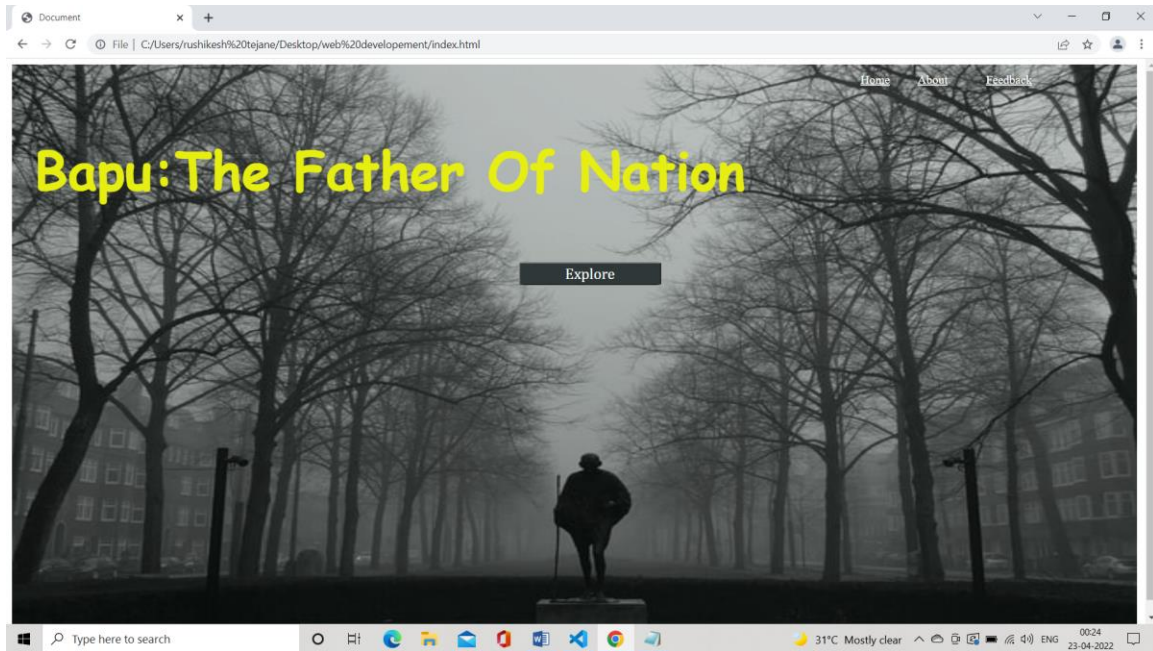 Document
File | C:/Users/rushikesh%20tejane/Desktop/web%20developement/index.html
Home About Feedback
Bapu:The Father Of Nation
Explore
Type here to search
31°C Mostly clear
ENG
00:24
23-04-2022